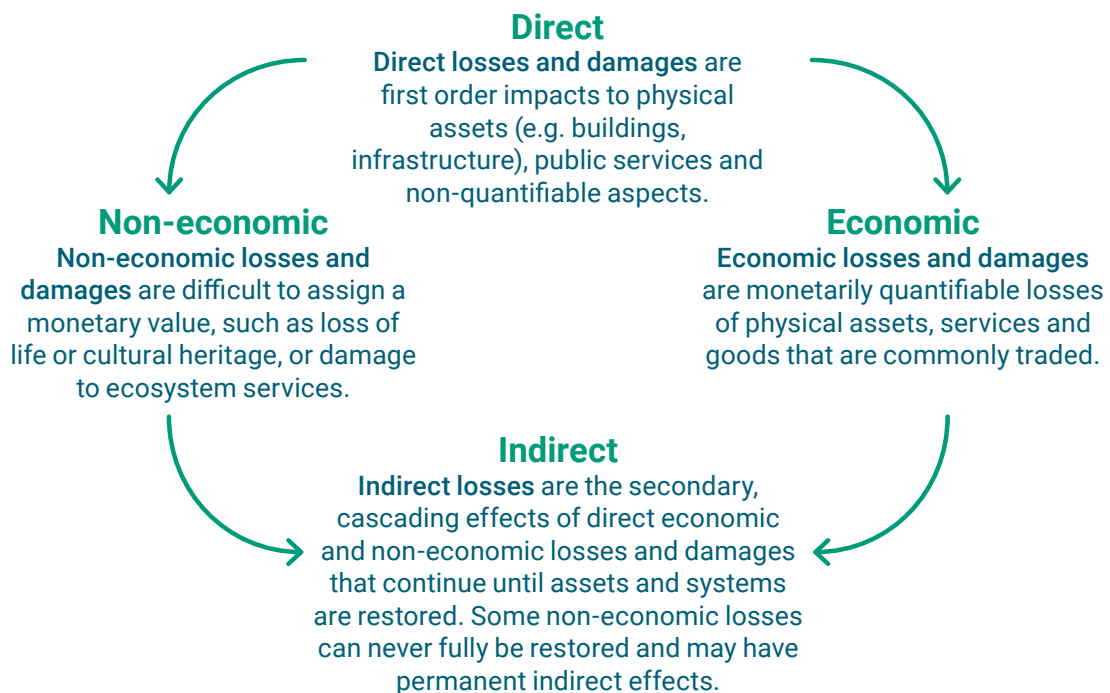 Direct
Direct losses and damages are
first order impacts to physical
assets (e.g. buildings,
infrastructure), public services and
non-quantifiable aspects.
Non-economic
Non-economic losses and
damages are difficult to assign a
monetary value, such as loss of
life or cultural heritage, or damage
to ecosystem services.
Economic
Economic losses and damages
are monetarily quantifiable losses
of physical assets, services and
goods that are commonly traded.
Indirect
Indirect losses are the secondary,
cascading effects of direct economic
and non-economic losses and damages
that continue until assets and systems
are restored. Some non-economic losses
can never fully be restored and may have
permanent indirect effects.